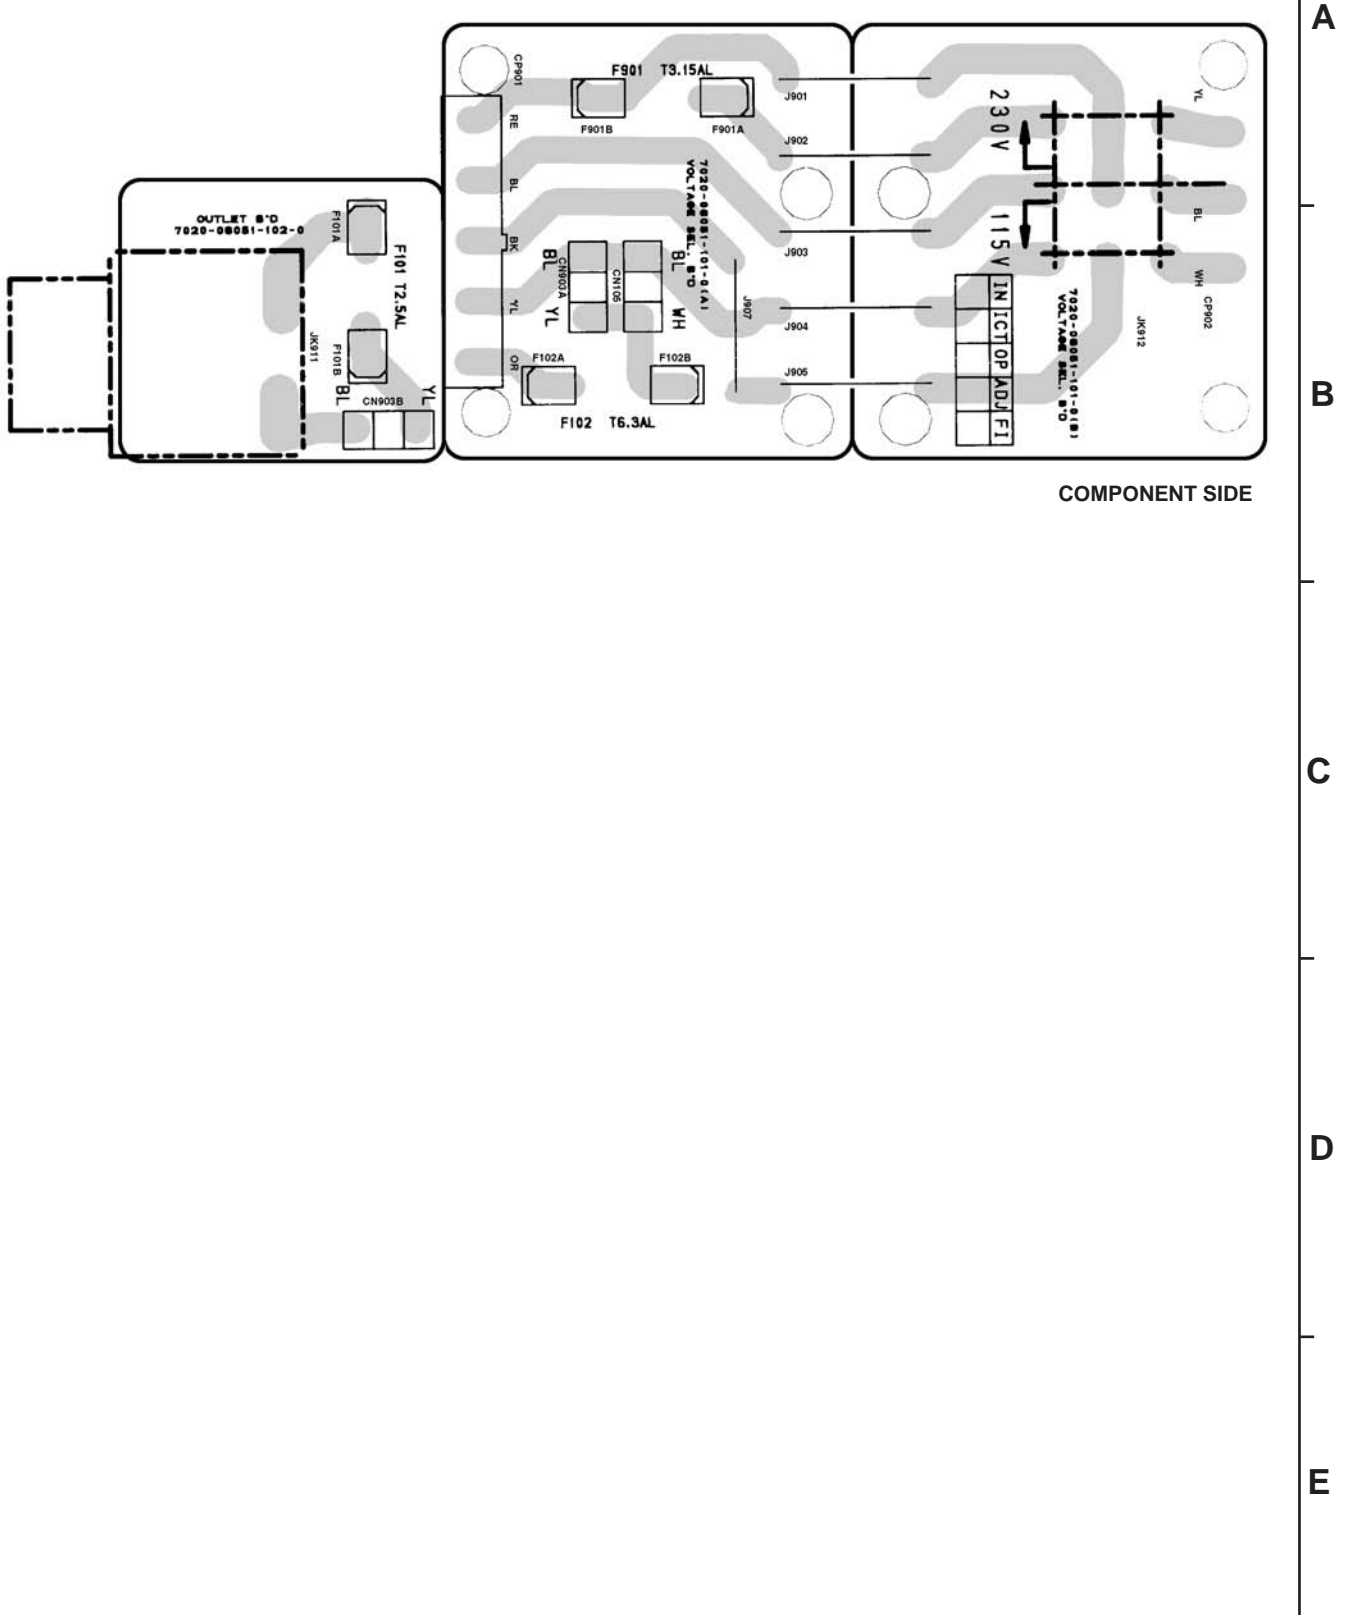 OUTLET B'D
7020-06051-102-0
F101A
F101 T2.5AL
JK911
F101B
BL
CN903B
YL
CP901
F901 T3.15AL
F901B
F901A
RE
BL
BK
YL
OR
7020-06051-101-0(A)
VOLTAGE SEL. B'D
BL
CN903A
YL
CN105
BL
WH
F102A
F102B
F102 T6.3AL
J901
J902
J903
J904
J905
J907
230V
115V
IN
ICT
OP
ADJ
FI
7020-06051-101-0(B)
VOLTAGE SEL. B'D
JK912
YL
BL
WH
CP902
COMPONENT SIDE
A
B
C
D
E